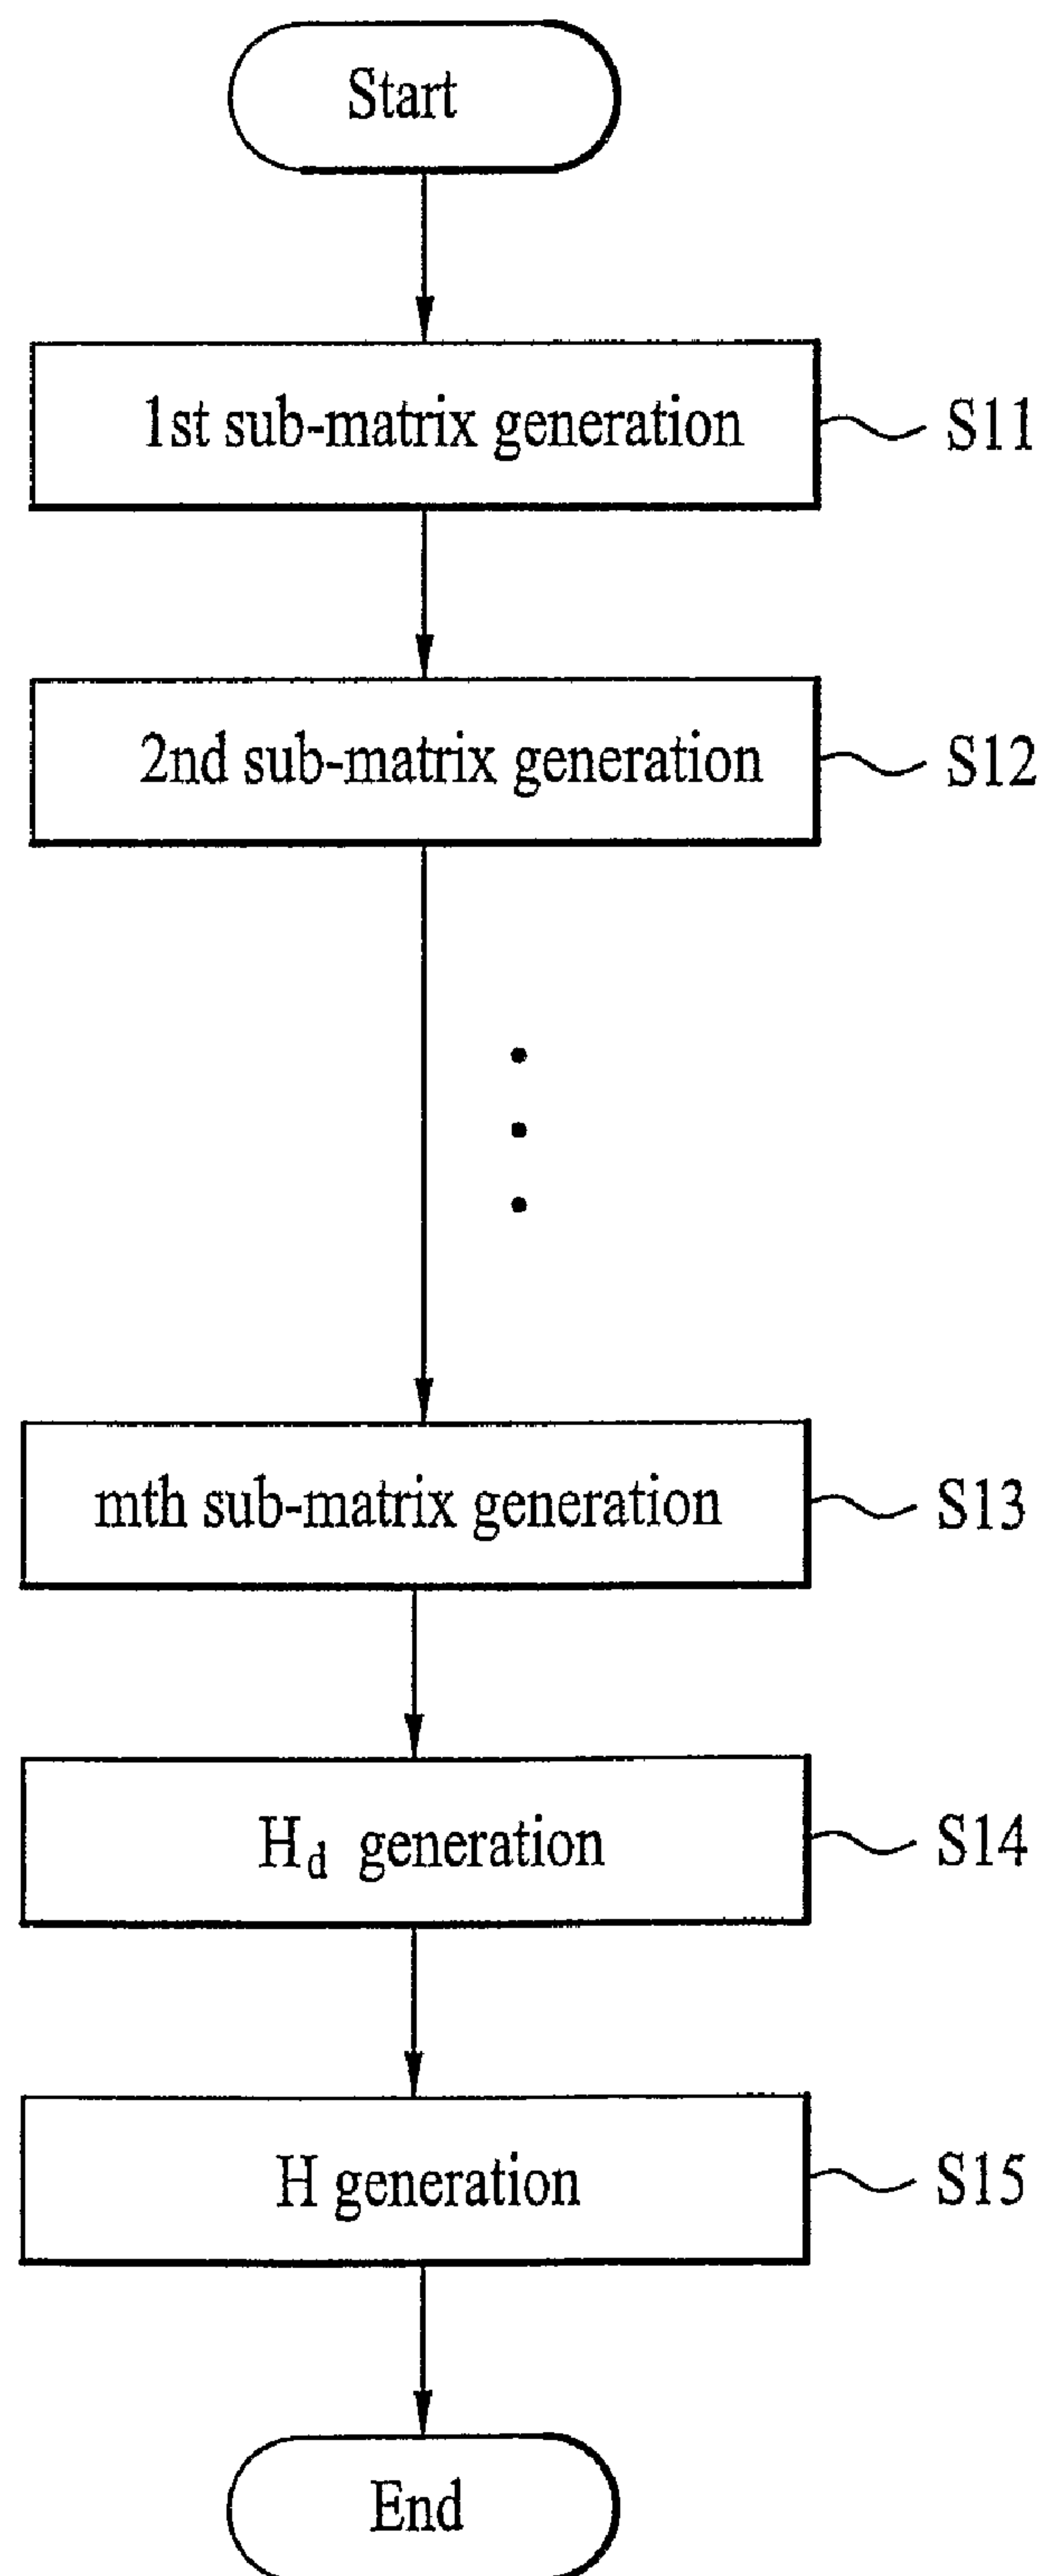 Start
1st sub-matrix generation
S11
2nd sub-matrix generation
S12
mth sub-matrix generation
S13
H_d generation
S14
H generation
S15
End